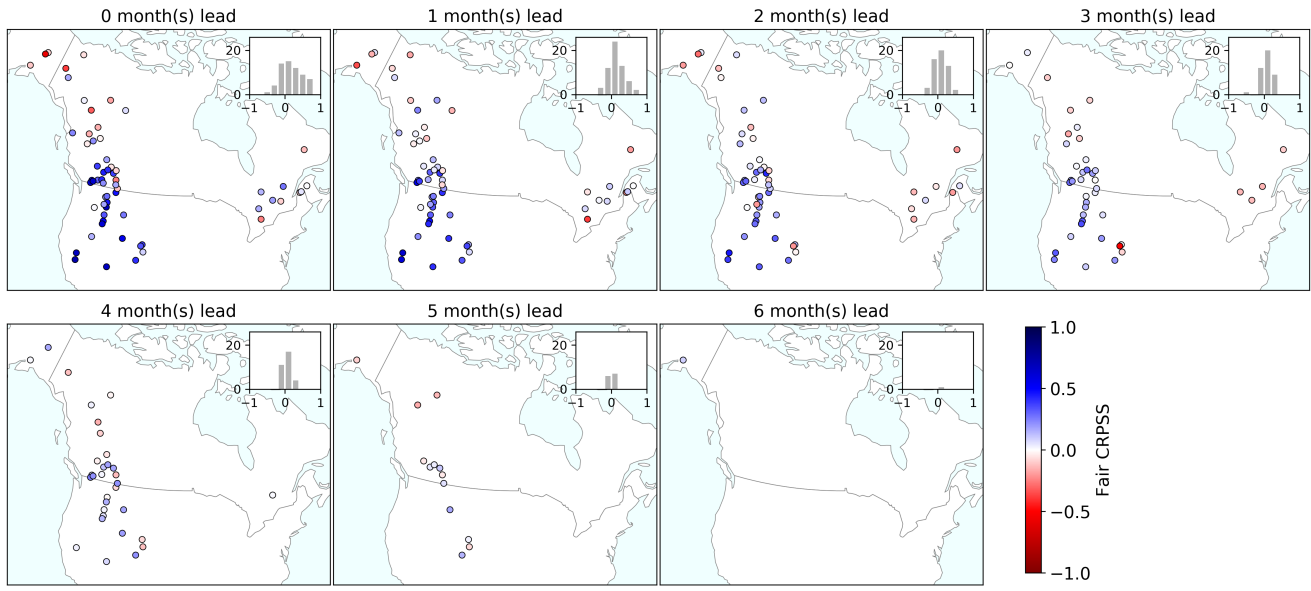 0 month(s) lead
20
0
−1 0 1
1 month(s) lead
20
0
−1 0 1
2 month(s) lead
20
0
−1 0 1
3 month(s) lead
20
0
−1 0 1
4 month(s) lead
20
0
−1 0 1
5 month(s) lead
20
0
−1 0 1
6 month(s) lead
20
0
−1 0 1
1.0
0.5
0.0
−0.5
−1.0
Fair CRPSS